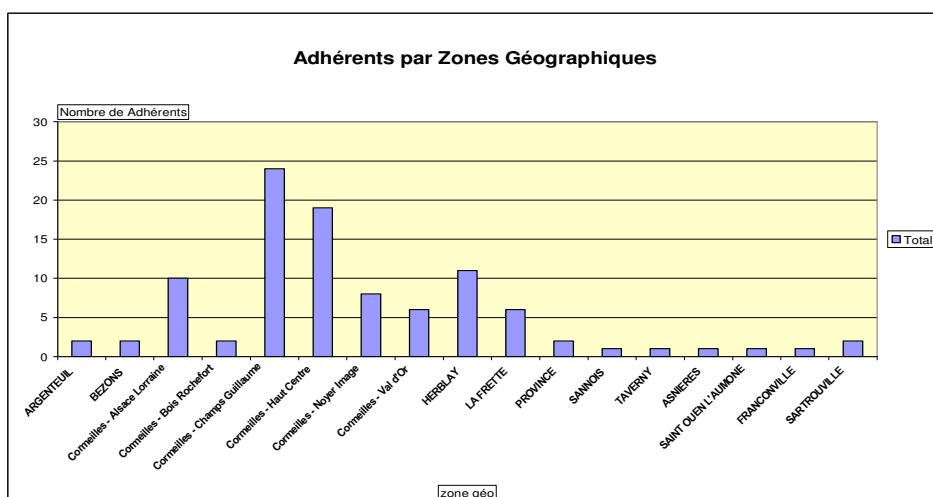 Adhérents par Zones Géographiques
Nombre de Adhérents
30
25
20
15
10
5
0
ARGENTEUIL
BEZONS
Cormeilles - Alsace Lorraine
Cormeilles - Bois Rochefort
Cormeilles - Champs Guillaume
Cormeilles - Haut Centre
Cormeilles - Noyer Image
Cormeilles - Val d'Or
HERBLAY
LA FRETTE
PROVINCE
SANNOIS
TAVERNY
ASNIERES
SAINT OUEN L'AUMONE
FRANCONVILLE
SARTROUVILLE
Total
zone géo